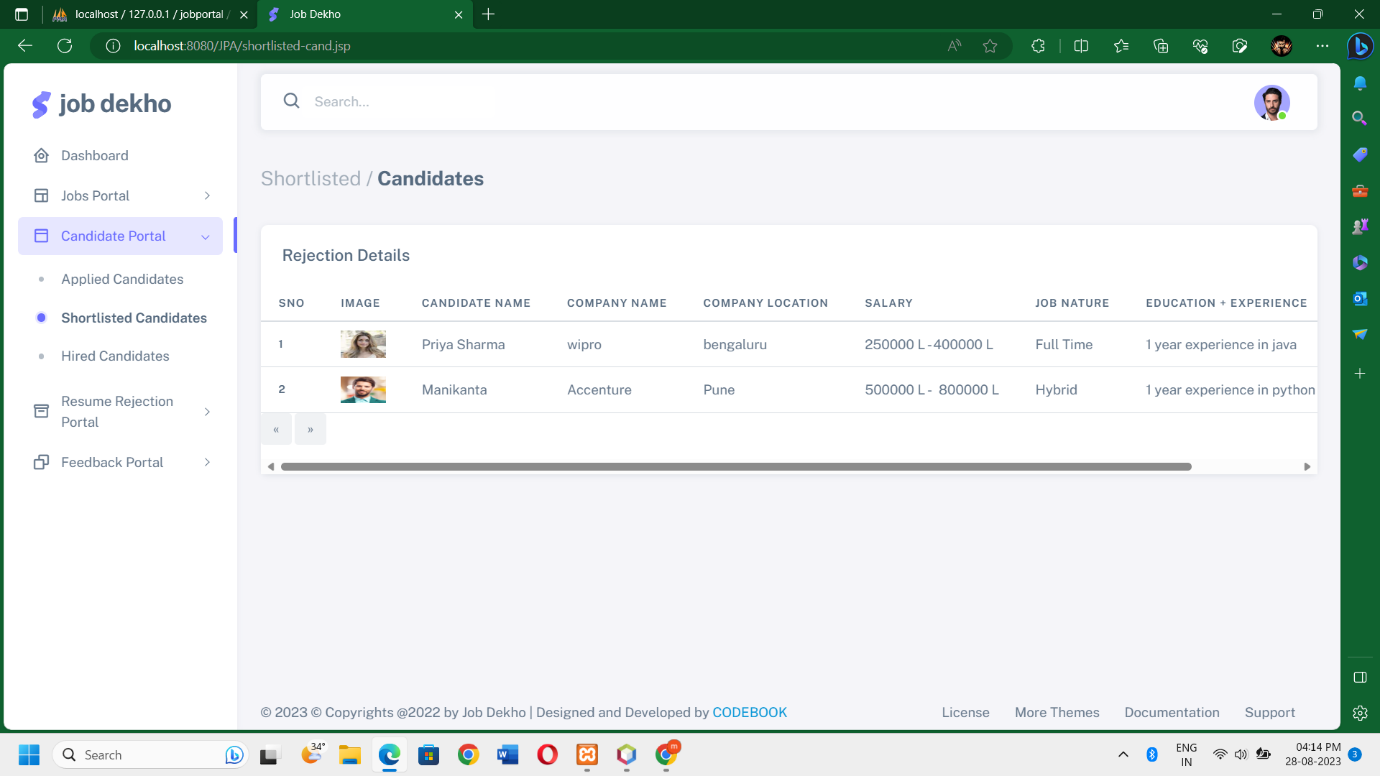 localhost / 127.0.0.1 / jobportal /
Job Dekho
localhost:8080/JPA/shortlisted-cand.jsp
job dekho
Search...
Dashboard
Jobs Portal
Candidate Portal
Applied Candidates
Shortlisted Candidates
Hired Candidates
Resume Rejection
Portal
Feedback Portal
Shortlisted / Candidates
Rejection Details
SNO IMAGE CANDIDATE NAME COMPANY NAME COMPANY LOCATION SALARY JOB NATURE EDUCATION + EXPERIENCE
1 Priya Sharma wipro bengaluru 250000 L -400000 L Full Time 1 year experience in java
2 Manikanta Accenture Pune 500000 L - 800000 L Hybrid 1 year experience in python
« »
© 2023 © Copyrights @2022 by Job Dekho | Designed and Developed by CODEBOOK License More Themes Documentation Support
Search
34°
m
ENG
IN
04:14 PM
28-08-2023
3